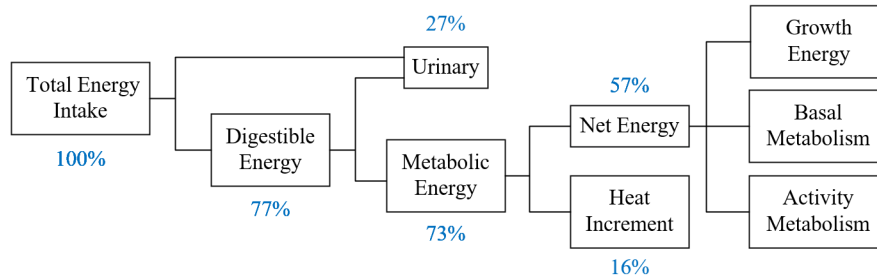 27%
Growth
Energy
Urinary
Total Energy
Intake
57%
Net Energy
Basal
Metabolism
Digestible
Energy
100%
Metabolic
Energy
77%
Heat
Increment
Activity
Metabolism
73%
16%